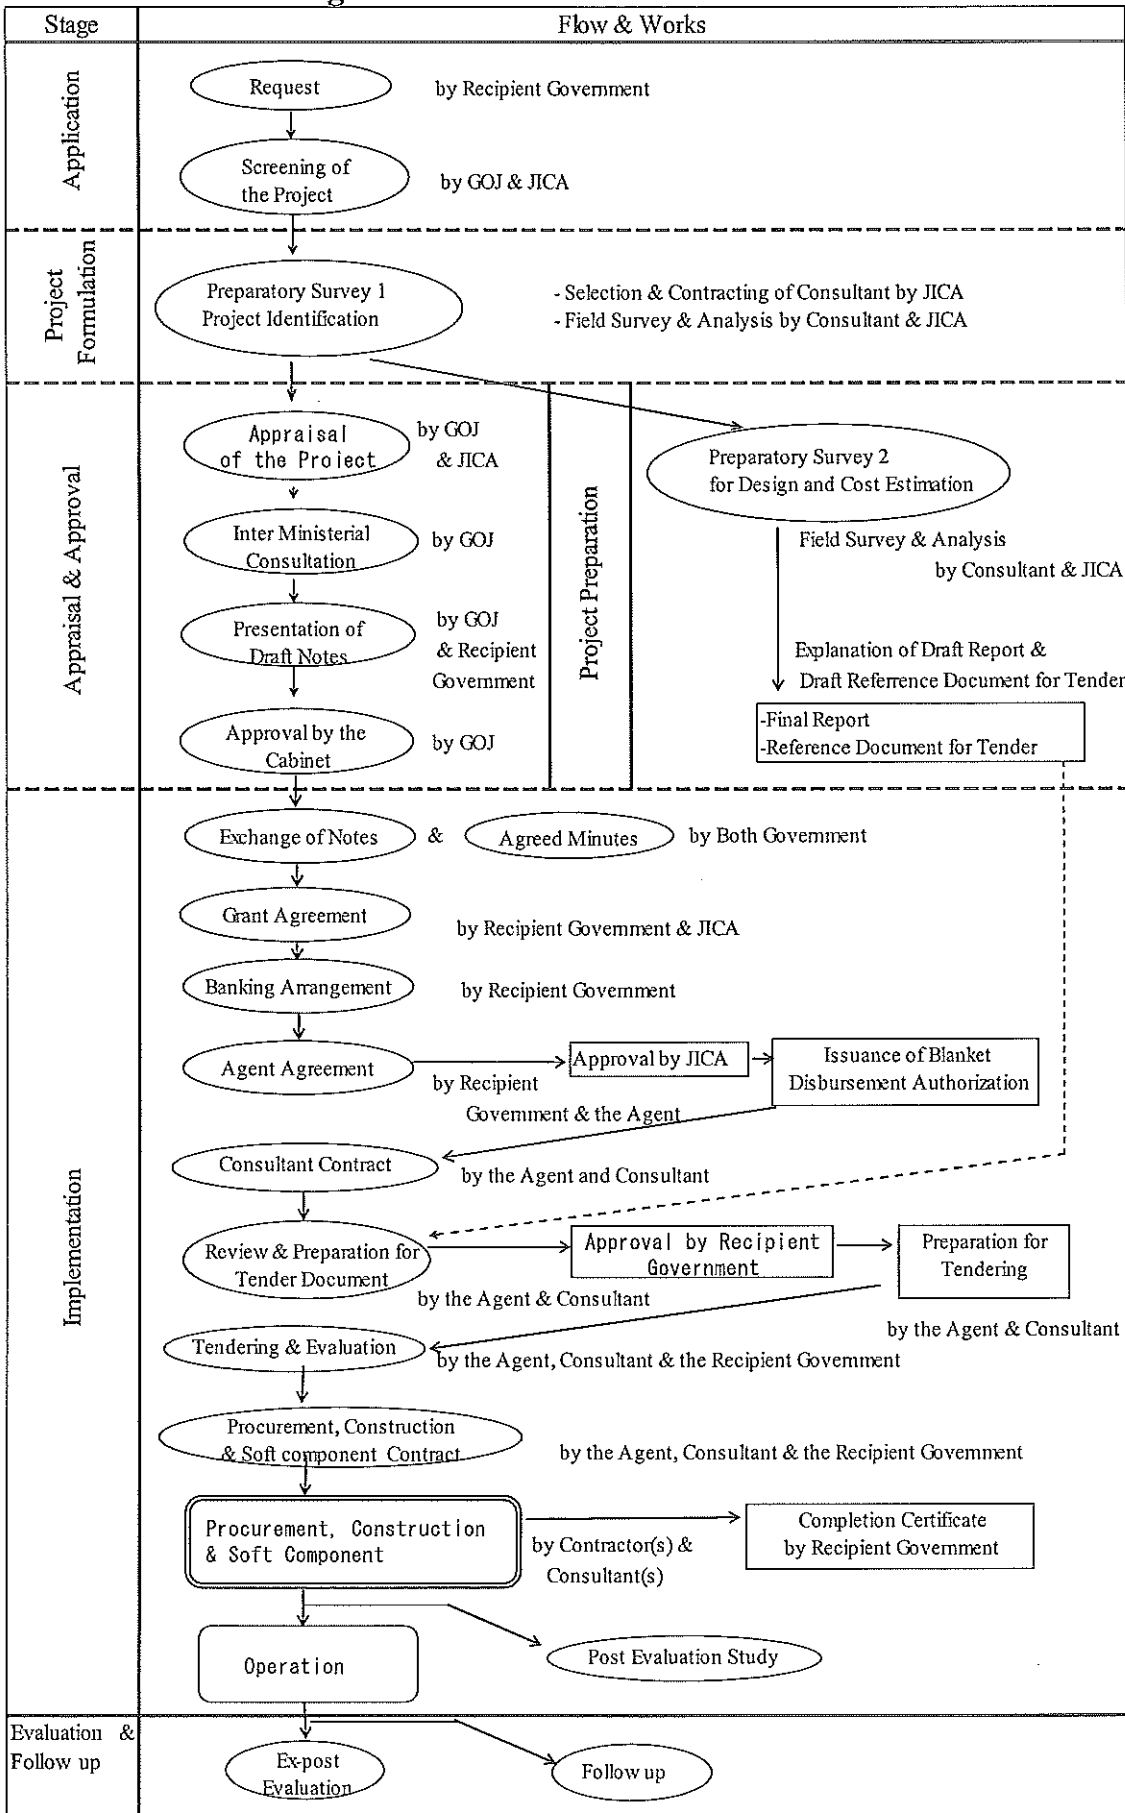 Stage
Flow & Works
Application
Request
by Recipient Government
Screening of
the Project
by GOJ & JICA
Project
Formulation
Preparatory Survey 1
Project Identification
- Selection & Contracting of Consultant by JICA
- Field Survey & Analysis by Consultant & JICA
Appraisal & Approval
Appraisal
of the Project
by GOJ
& JICA
Inter Ministerial
Consultation
by GOJ
Presentation of
Draft Notes
by GOJ
& Recipient
Government
Approval by the
Cabinet
by GOJ
Project Preparation
Preparatory Survey 2
for Design and Cost Estimation
Field Survey & Analysis
by Consultant & JICA
Explanation of Draft Report &
Draft Referrence Document for Tender
-Final Report
-Reference Document for Tender
Implementation
Exchange of Notes
&
Agreed Minutes
by Both Government
Grant Agreement
by Recipient Government & JICA
Banking Arrangement
by Recipient Government
Agent Agreement
by Recipient
Government & the Agent
Approval by JICA
Issuance of Blanket
Disbursement Authorization
Consultant Contract
by the Agent and Consultant
Review & Preparation for
Tender Document
by the Agent & Consultant
Approval by Recipient
Government
Preparation for
Tendering
by the Agent & Consultant
Tendering & Evaluation
by the Agent, Consultant & the Recipient Government
Procurement, Construction
& Soft component Contract
by the Agent, Consultant & the Recipient Government
Procurement, Construction
& Soft Component
by Contractor(s) &
Consultant(s)
Completion Certificate
by Recipient Government
Operation
Post Evaluation Study
Evaluation &
Follow up
Ex-post
Evaluation
Follow up